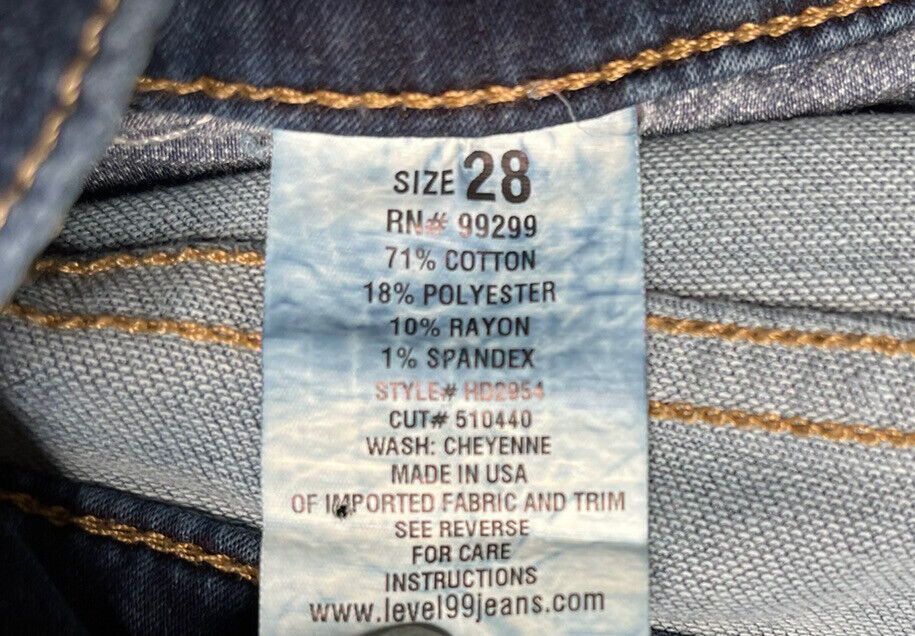 SIZE 28
RN# 99299
71% COTTON
18% POLYESTER
10% RAYON
1% SPANDEX
STYLE# HD2954
CUT# 510440
WASH: CHEYENNE
MADE IN USA
OF IMPORTED FABRIC AND TRIM
SEE REVERSE
FOR CARE
INSTRUCTIONS
www.level99jeans.com